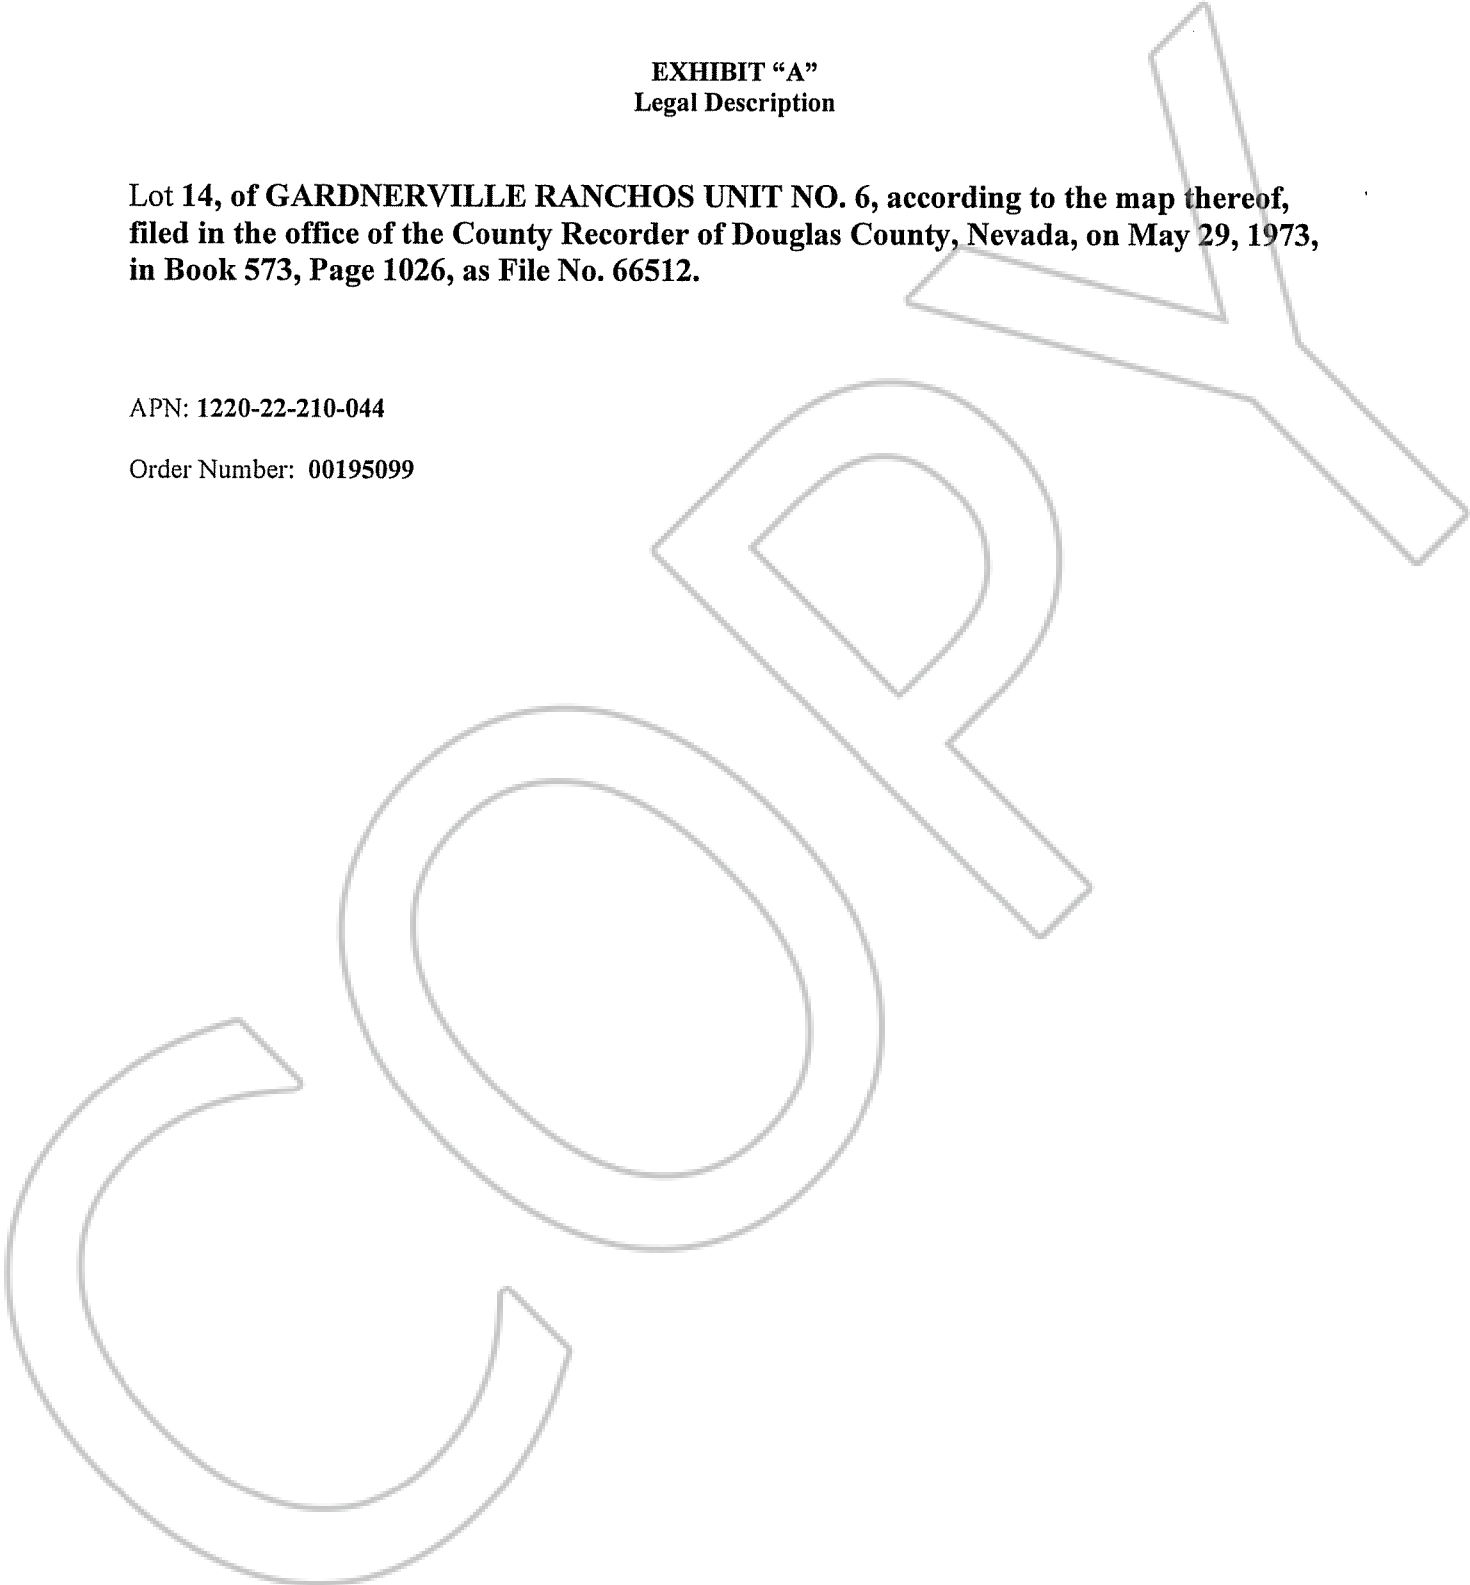 EXHIBIT “A”
Legal Description
Lot 14, of GARDNERVILLE RANCHOS UNIT NO. 6, according to the map thereof,
filed in the office of the County Recorder of Douglas County, Nevada, on May 29, 1973,
in Book 573, Page 1026, as File No. 66512.
APN: 1220-22-210-044
Order Number: 00195099
COPY